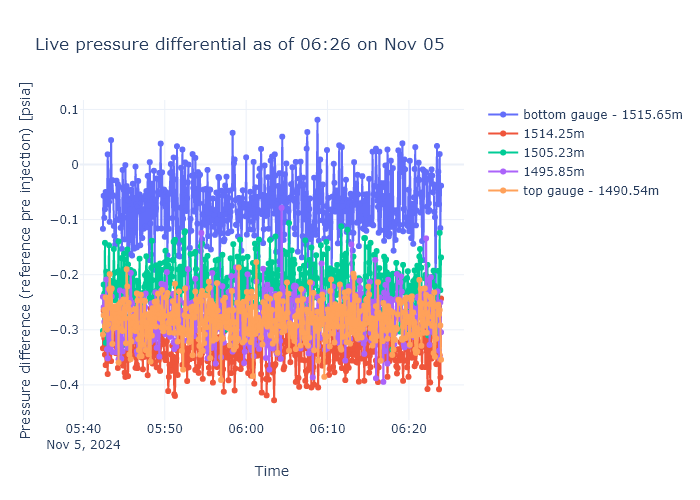 Live pressure differential as of 06:26 on Nov 05
Pressure difference (reference pre injection) [psia]
0.1
0
−0.1
−0.2
−0.3
−0.4
05:40
05:50
06:00
06:10
06:20
Nov 5, 2024
Time
bottom gauge - 1515.65m
1514.25m
1505.23m
1495.85m
top gauge - 1490.54m